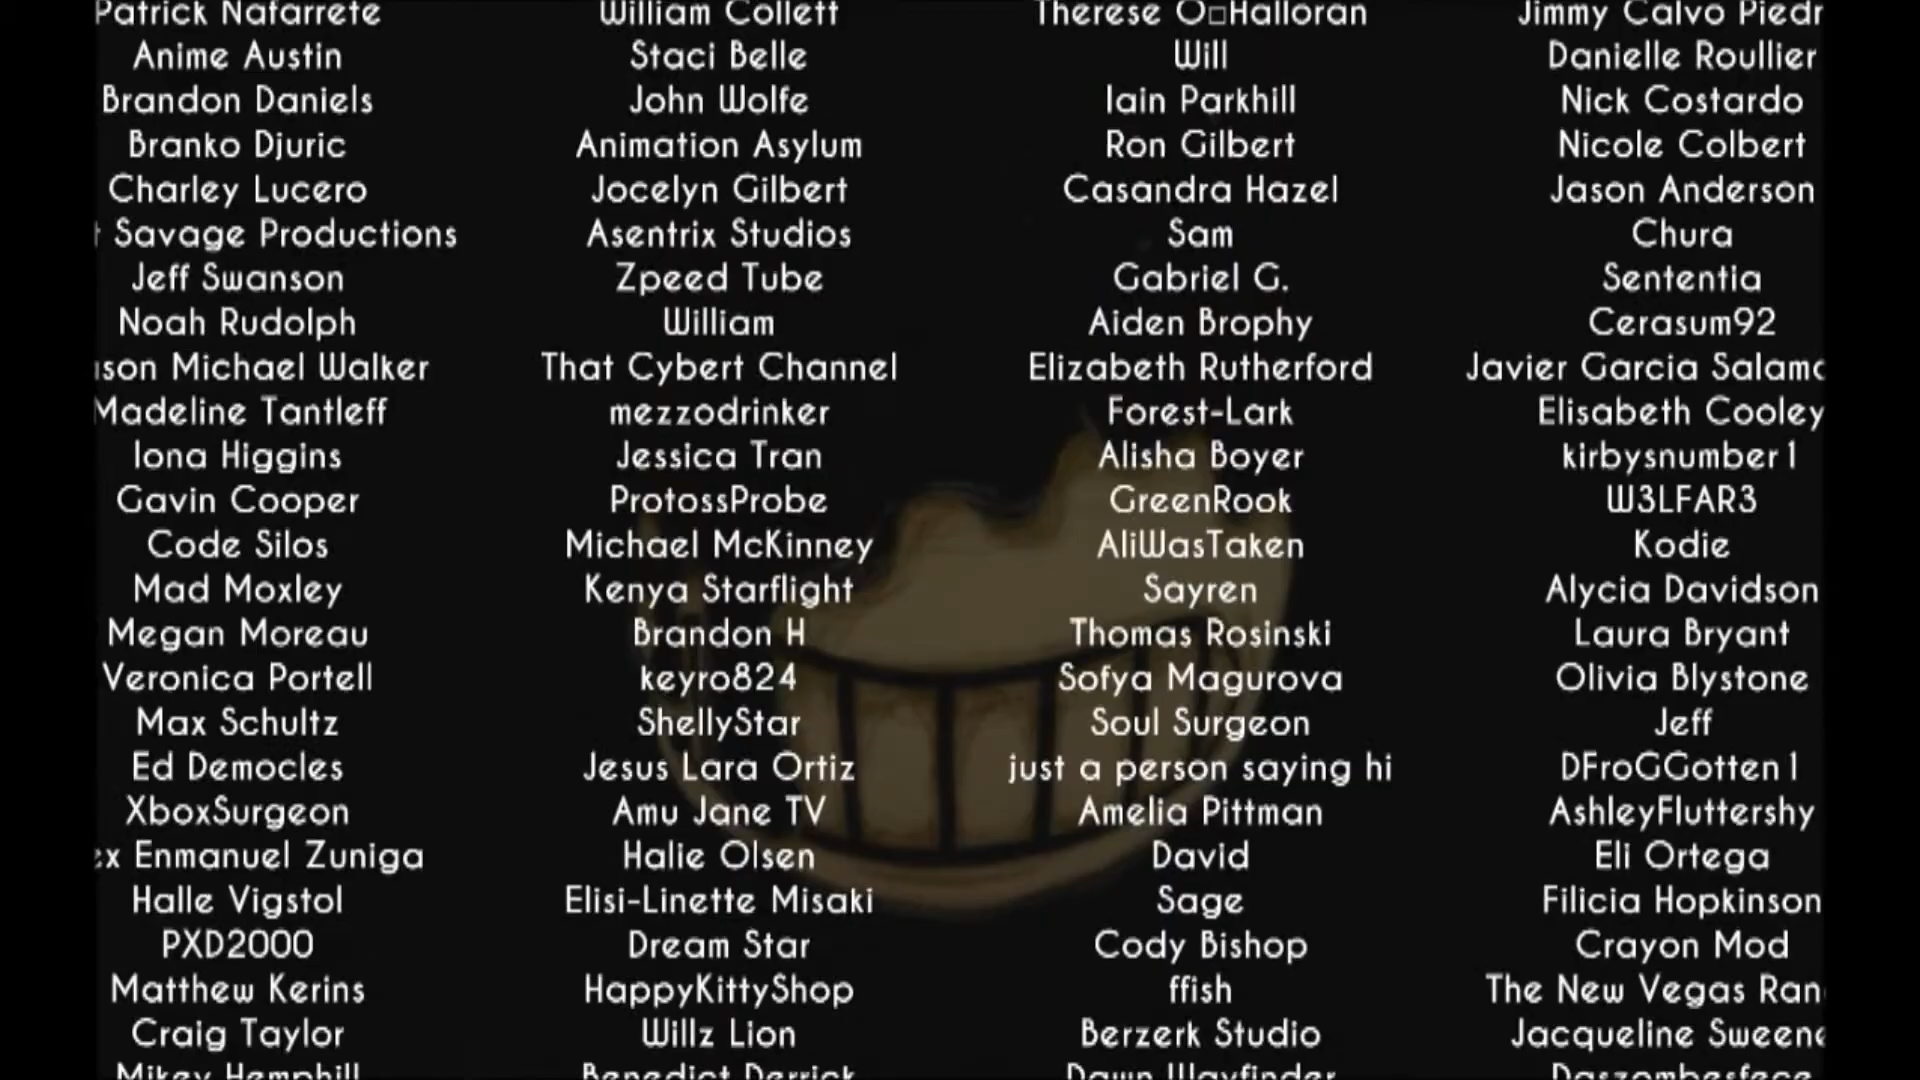 Patrick Nafarrete
Anime Austin
Brandon Daniels
Branko Djuric
Charley Lucero
Savage Productions
Jeff Swanson
Noah Rudolph
Michael Walker
Madeline Tantleff
Iona Higgins
Gavin Cooper
Code Silos
Mad Moxley
Megan Moreau
Veronica Portell
Max Schultz
Ed Democles
XboxSurgeon
Enmanuel Zuniga
Halle Vigstol
PXD2000
Matthew Kerins
Craig Taylor
Mikey Hemphill
William Collett
Staci Belle
John Wolfe
Animation Asylum
Jocelyn Gilbert
Asentrix Studios
Zpeed Tube
William
That Cybert Channel
mezzodrinker
Jessica Tran
ProtossProbe
Michael McKinney
Kenya Starflight
Brandon H
keyro824
ShellyStar
Jesus Lara Ortiz
Amu Jane TV
Halie Olsen
Elisi-Linette Misaki
Dream Star
HappyKittyShop
Willz Lion
Benedict Derrick
Therese O□Halloran
Will
Iain Parkhill
Ron Gilbert
Casandra Hazel
Sam
Gabriel G.
Aiden Brophy
Elizabeth Rutherford
Forest-Lark
Alisha Boyer
GreenRook
AliWasTaken
Sayren
Thomas Rosinski
Sofya Magurova
Soul Surgeon
just a person saying hi
Amelia Pittman
David
Sage
Cody Bishop
ffish
Berzerk Studio
Dawn Wayfinder
Jimmy Calvo Piedr
Danielle Roullier
Nick Costardo
Nicole Colbert
Jason Anderson
Chura
Sententia
Cerasum92
Javier Garcia
Elisabeth Cooley
kirbysnumber1
W3LFAR3
Kodie
Alycia Davidson
Laura Bryant
Olivia Blystone
Jeff
DFroGGotten1
AshleyFluttershy
Eli Ortega
Filicia Hopkinson
Crayon Mod
The New Vegas Ran
Jacqueline